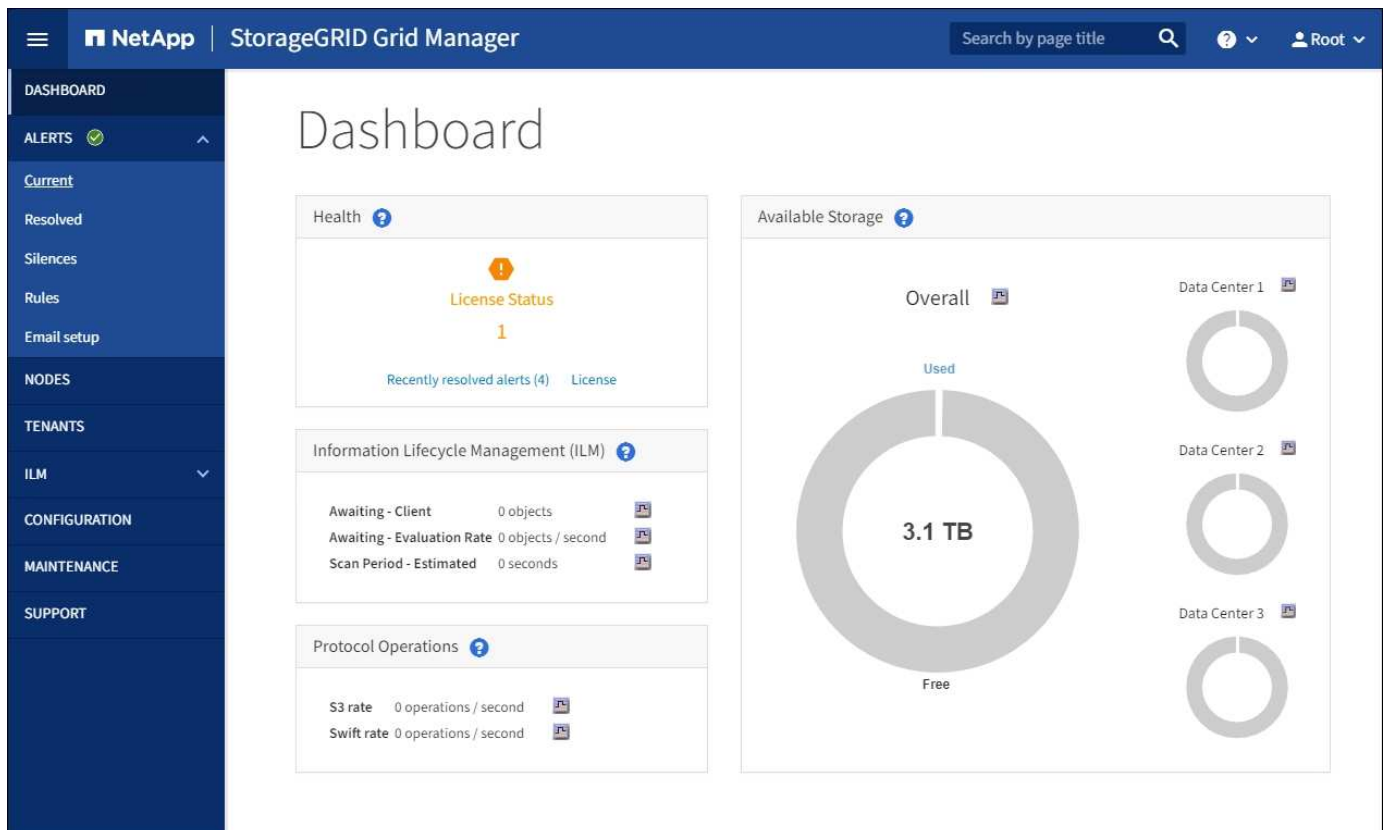 NetApp | StorageGRID Grid Manager
Search by page title
Root
DASHBOARD
ALERTS
Current
Resolved
Silences
Rules
Email setup
NODES
TENANTS
ILM
CONFIGURATION
MAINTENANCE
SUPPORT
Dashboard
Health
License Status
1
Recently resolved alerts (4) License
Information Lifecycle Management (ILM)
Awaiting - Client 0 objects
Awaiting - Evaluation Rate 0 objects / second
Scan Period - Estimated 0 seconds
Protocol Operations
S3 rate 0 operations / second
Swift rate 0 operations / second
Available Storage
Overall
Used
3.1 TB
Free
Data Center 1
Data Center 2
Data Center 3